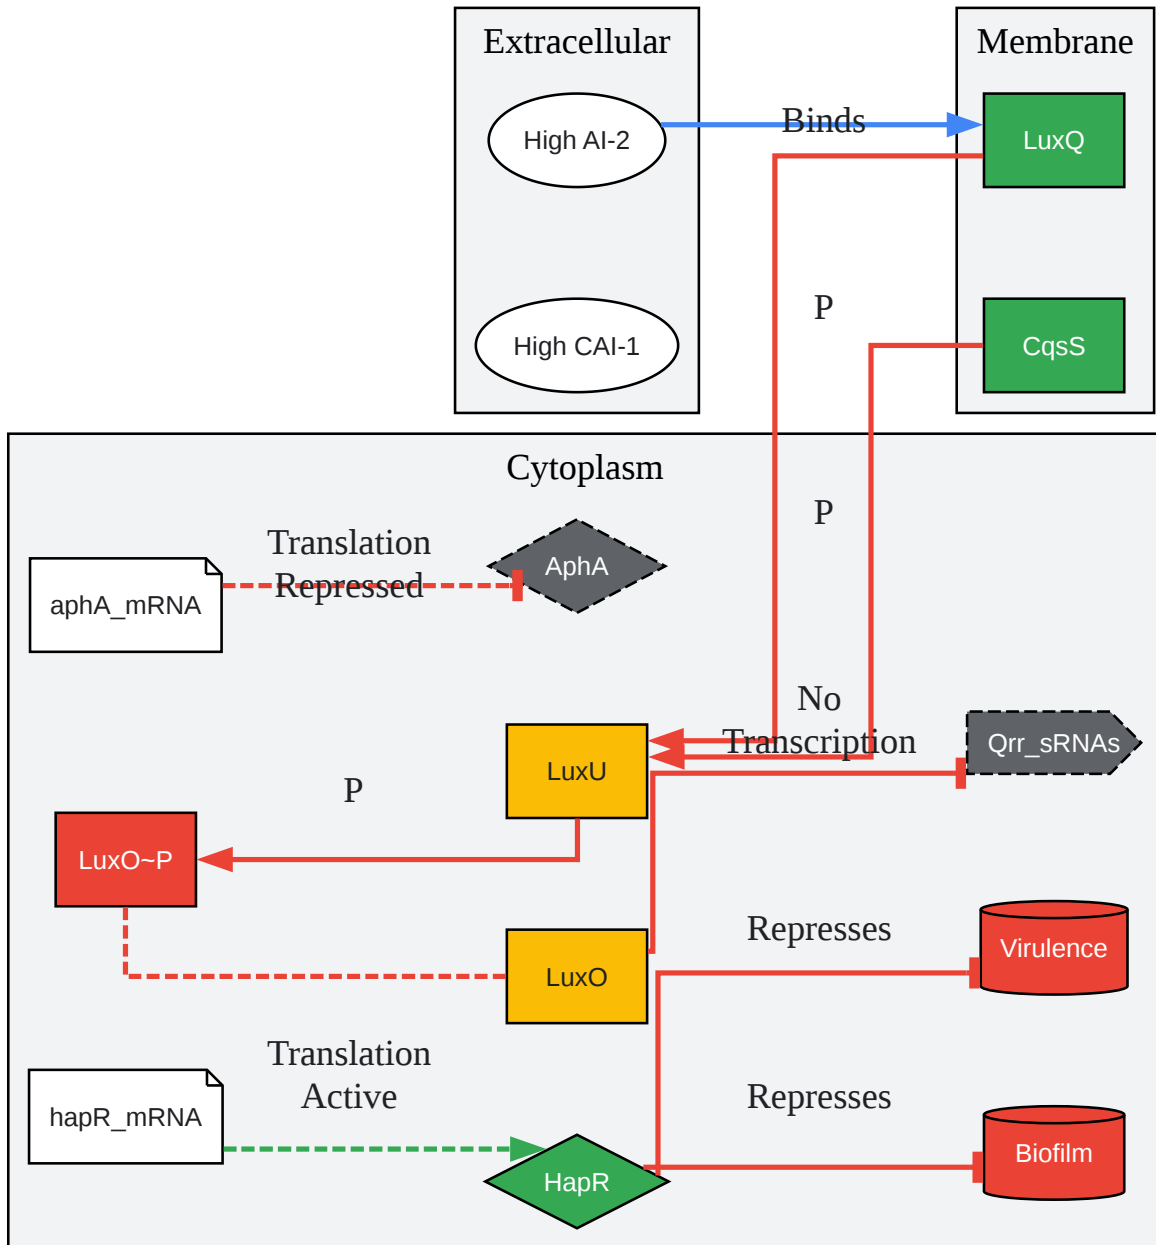 Extracellular
Membrane
High AI-2
Binds
LuxQ
P
High CAI-1
CqsS
Cytoplasm
P
Translation
Repressed
AphA
aphA_mRNA
No
Transcription
Qrr_sRNAs
LuxU
P
LuxO~P
Represses
Virulence
LuxO
Translation
Active
Represses
hapR_mRNA
Biofilm
HapR